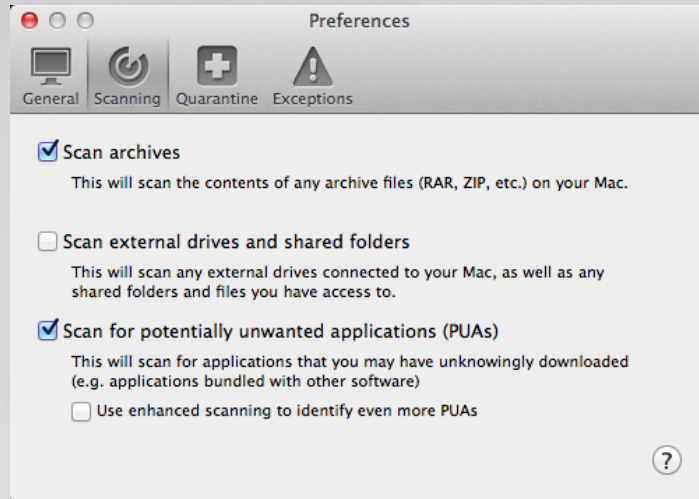 Preferences
General Scanning Quarantine Exceptions
Scan archives
This will scan the contents of any archive files (RAR, ZIP, etc.) on your Mac.
Scan external drives and shared folders
This will scan any external drives connected to your Mac, as well as any
shared folders and files you have access to.
Scan for potentially unwanted applications (PUAs)
This will scan for applications that you may have unknowingly downloaded
(e.g. applications bundled with other software)
Use enhanced scanning to identify even more PUAs
?